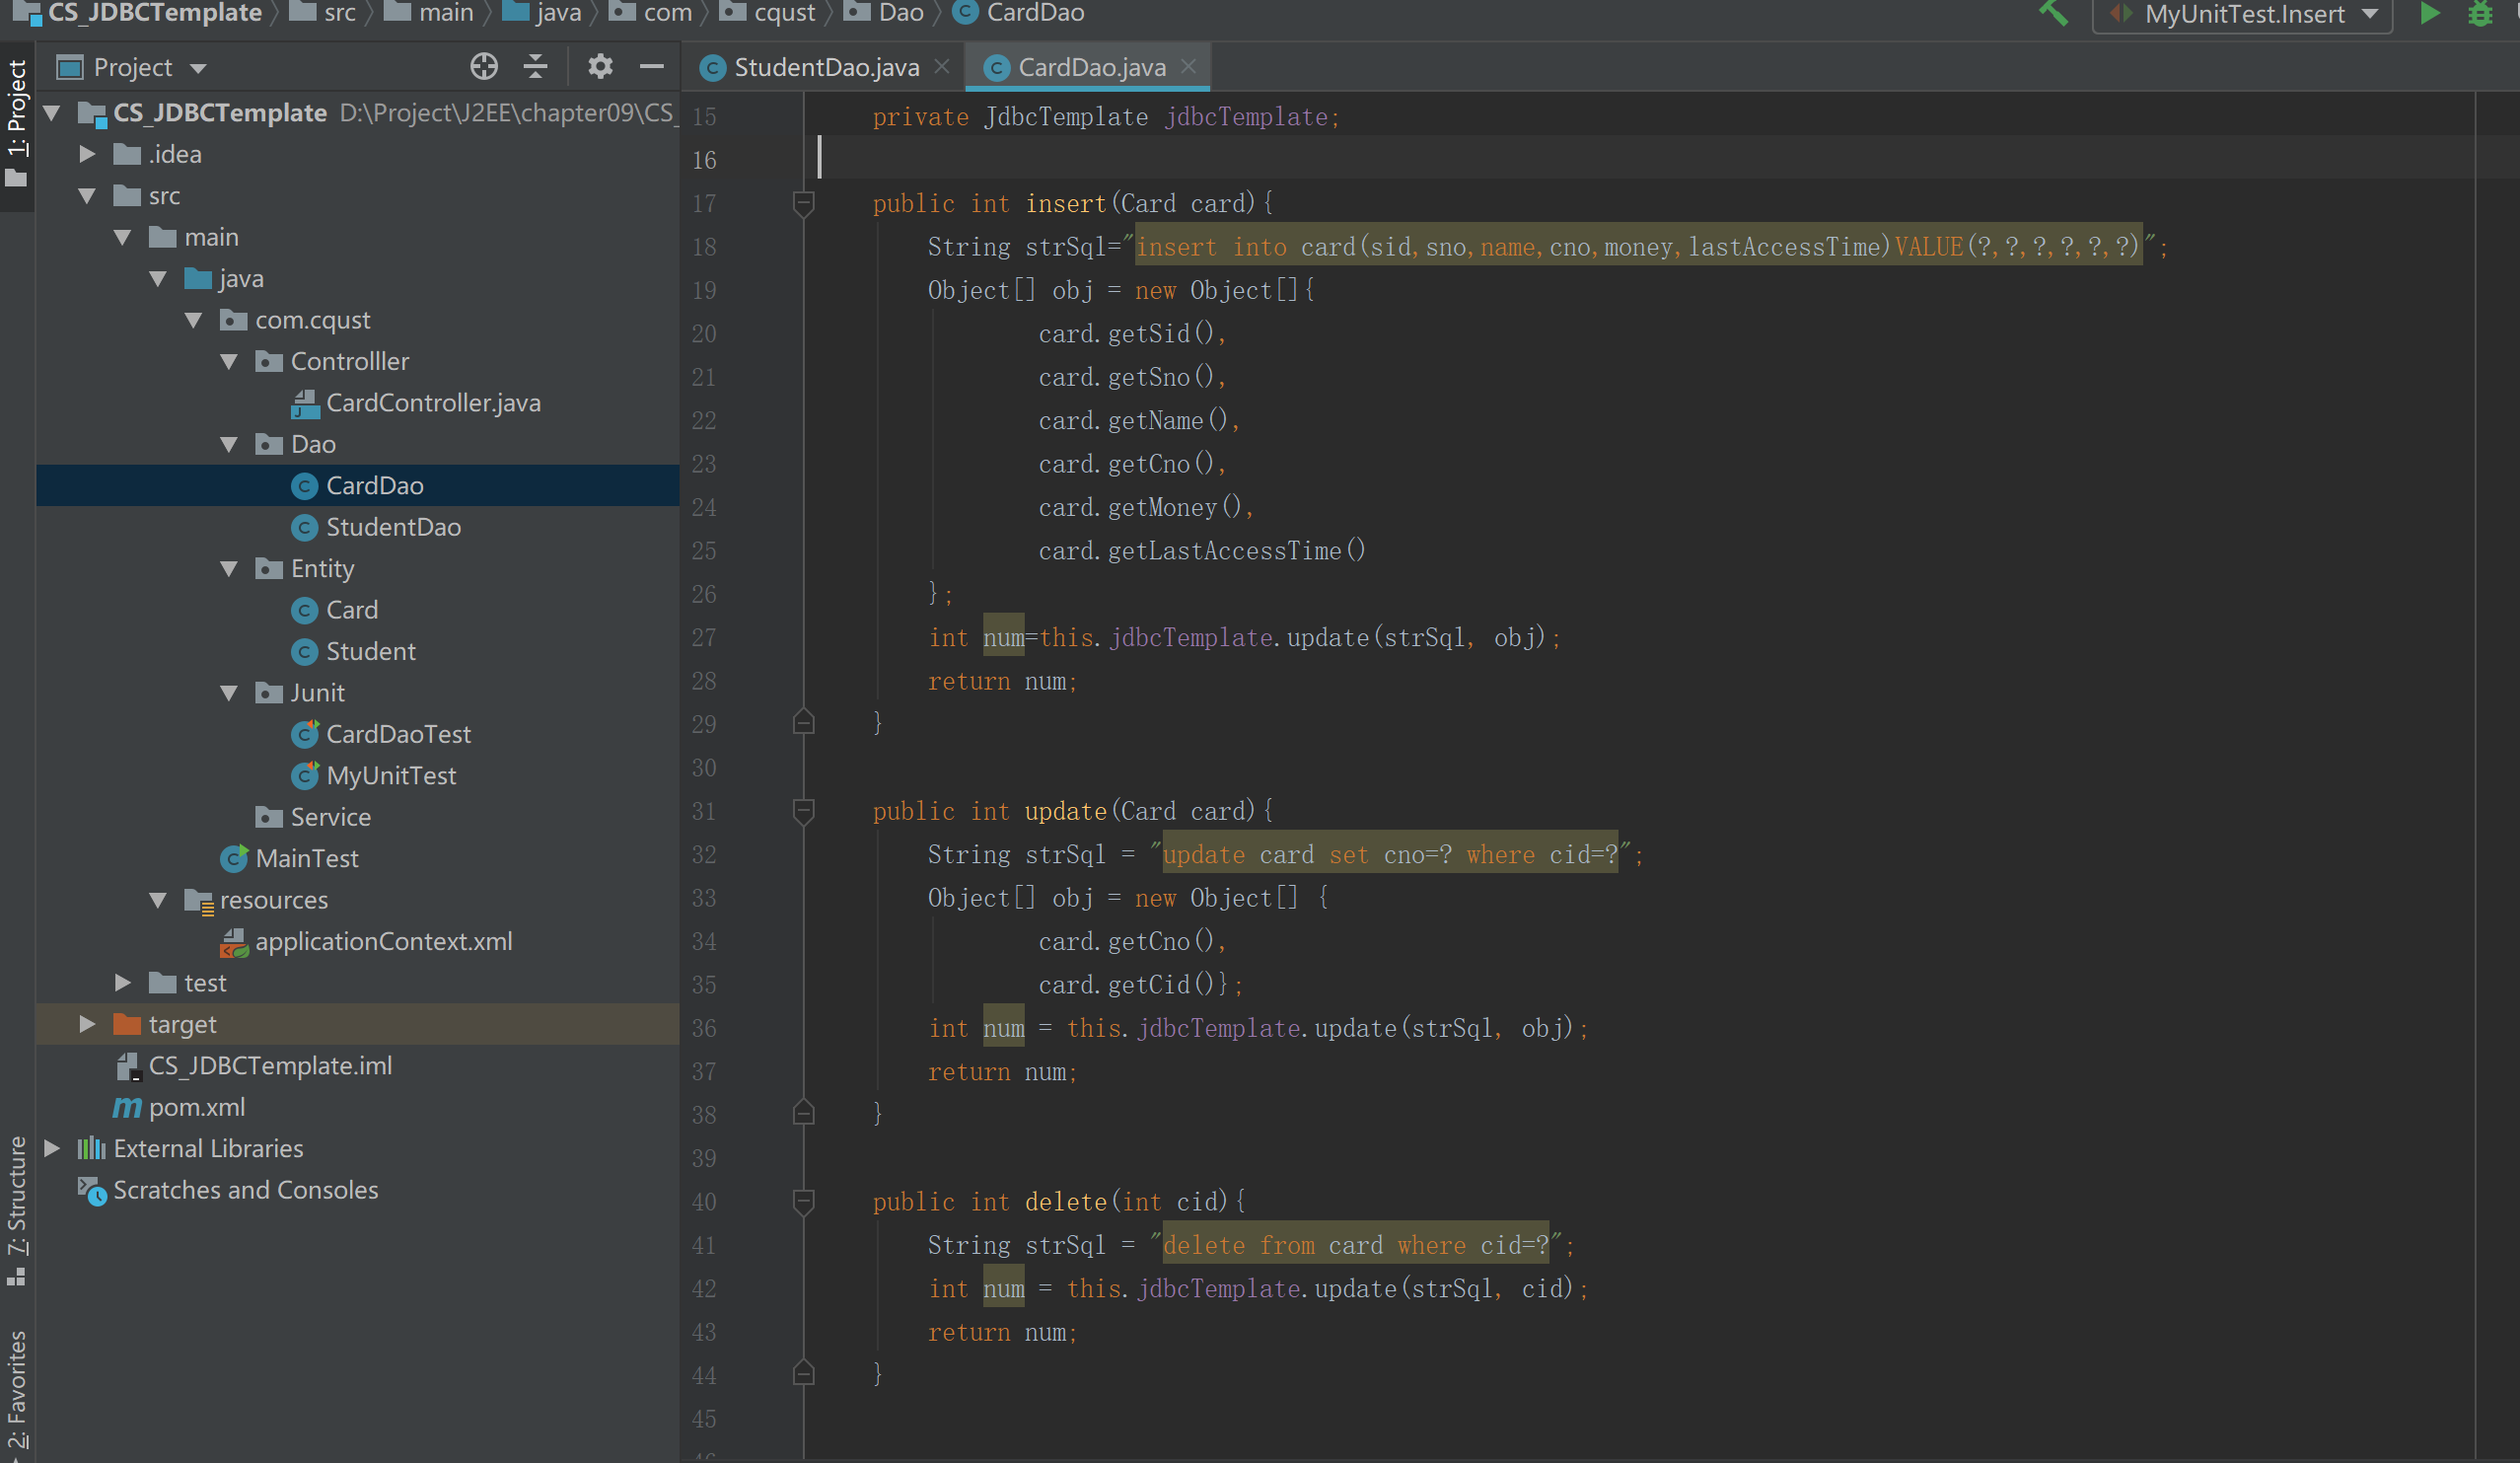 CS_JDBCTemplate src main java com cqust Dao CardDao
MyUnitTest.Insert
1: Project
7: Structure
2: Favorites
Project
CS_JDBCTemplate D:\Project\J2EE\chapter09\CS_
.idea
src
main
java
com.cqust
Controlller
CardController.java
Dao
CardDao
StudentDao
Entity
Card
Student
Junit
CardDaoTest
MyUnitTest
Service
MainTest
resources
applicationContext.xml
test
target
CS_JDBCTemplate.iml
pom.xml
External Libraries
Scratches and Consoles
StudentDao.java CardDao.java
15 private JdbcTemplate jdbcTemplate;
16
17 public int insert(Card card){
18 String strSql="insert into card(sid,sno,name,cno,money,lastAccessTime)VALUE(?,?,?,?,?,?)";
19 Object[] obj = new Object[]{
20 card.getSid(),
21 card.getSno(),
22 card.getName(),
23 card.getCno(),
24 card.getMoney(),
25 card.getLastAccessTime()
26 };
27 int num=this.jdbcTemplate.update(strSql, obj);
28 return num;
29 }
30
31 public int update(Card card){
32 String strSql = "update card set cno=? where cid=?";
33 Object[] obj = new Object[] {
34 card.getCno(),
35 card.getCid()};
36 int num = this.jdbcTemplate.update(strSql, obj);
37 return num;
38 }
39
40 public int delete(int cid){
41 String strSql = "delete from card where cid=?";
42 int num = this.jdbcTemplate.update(strSql, cid);
43 return num;
44 }
45